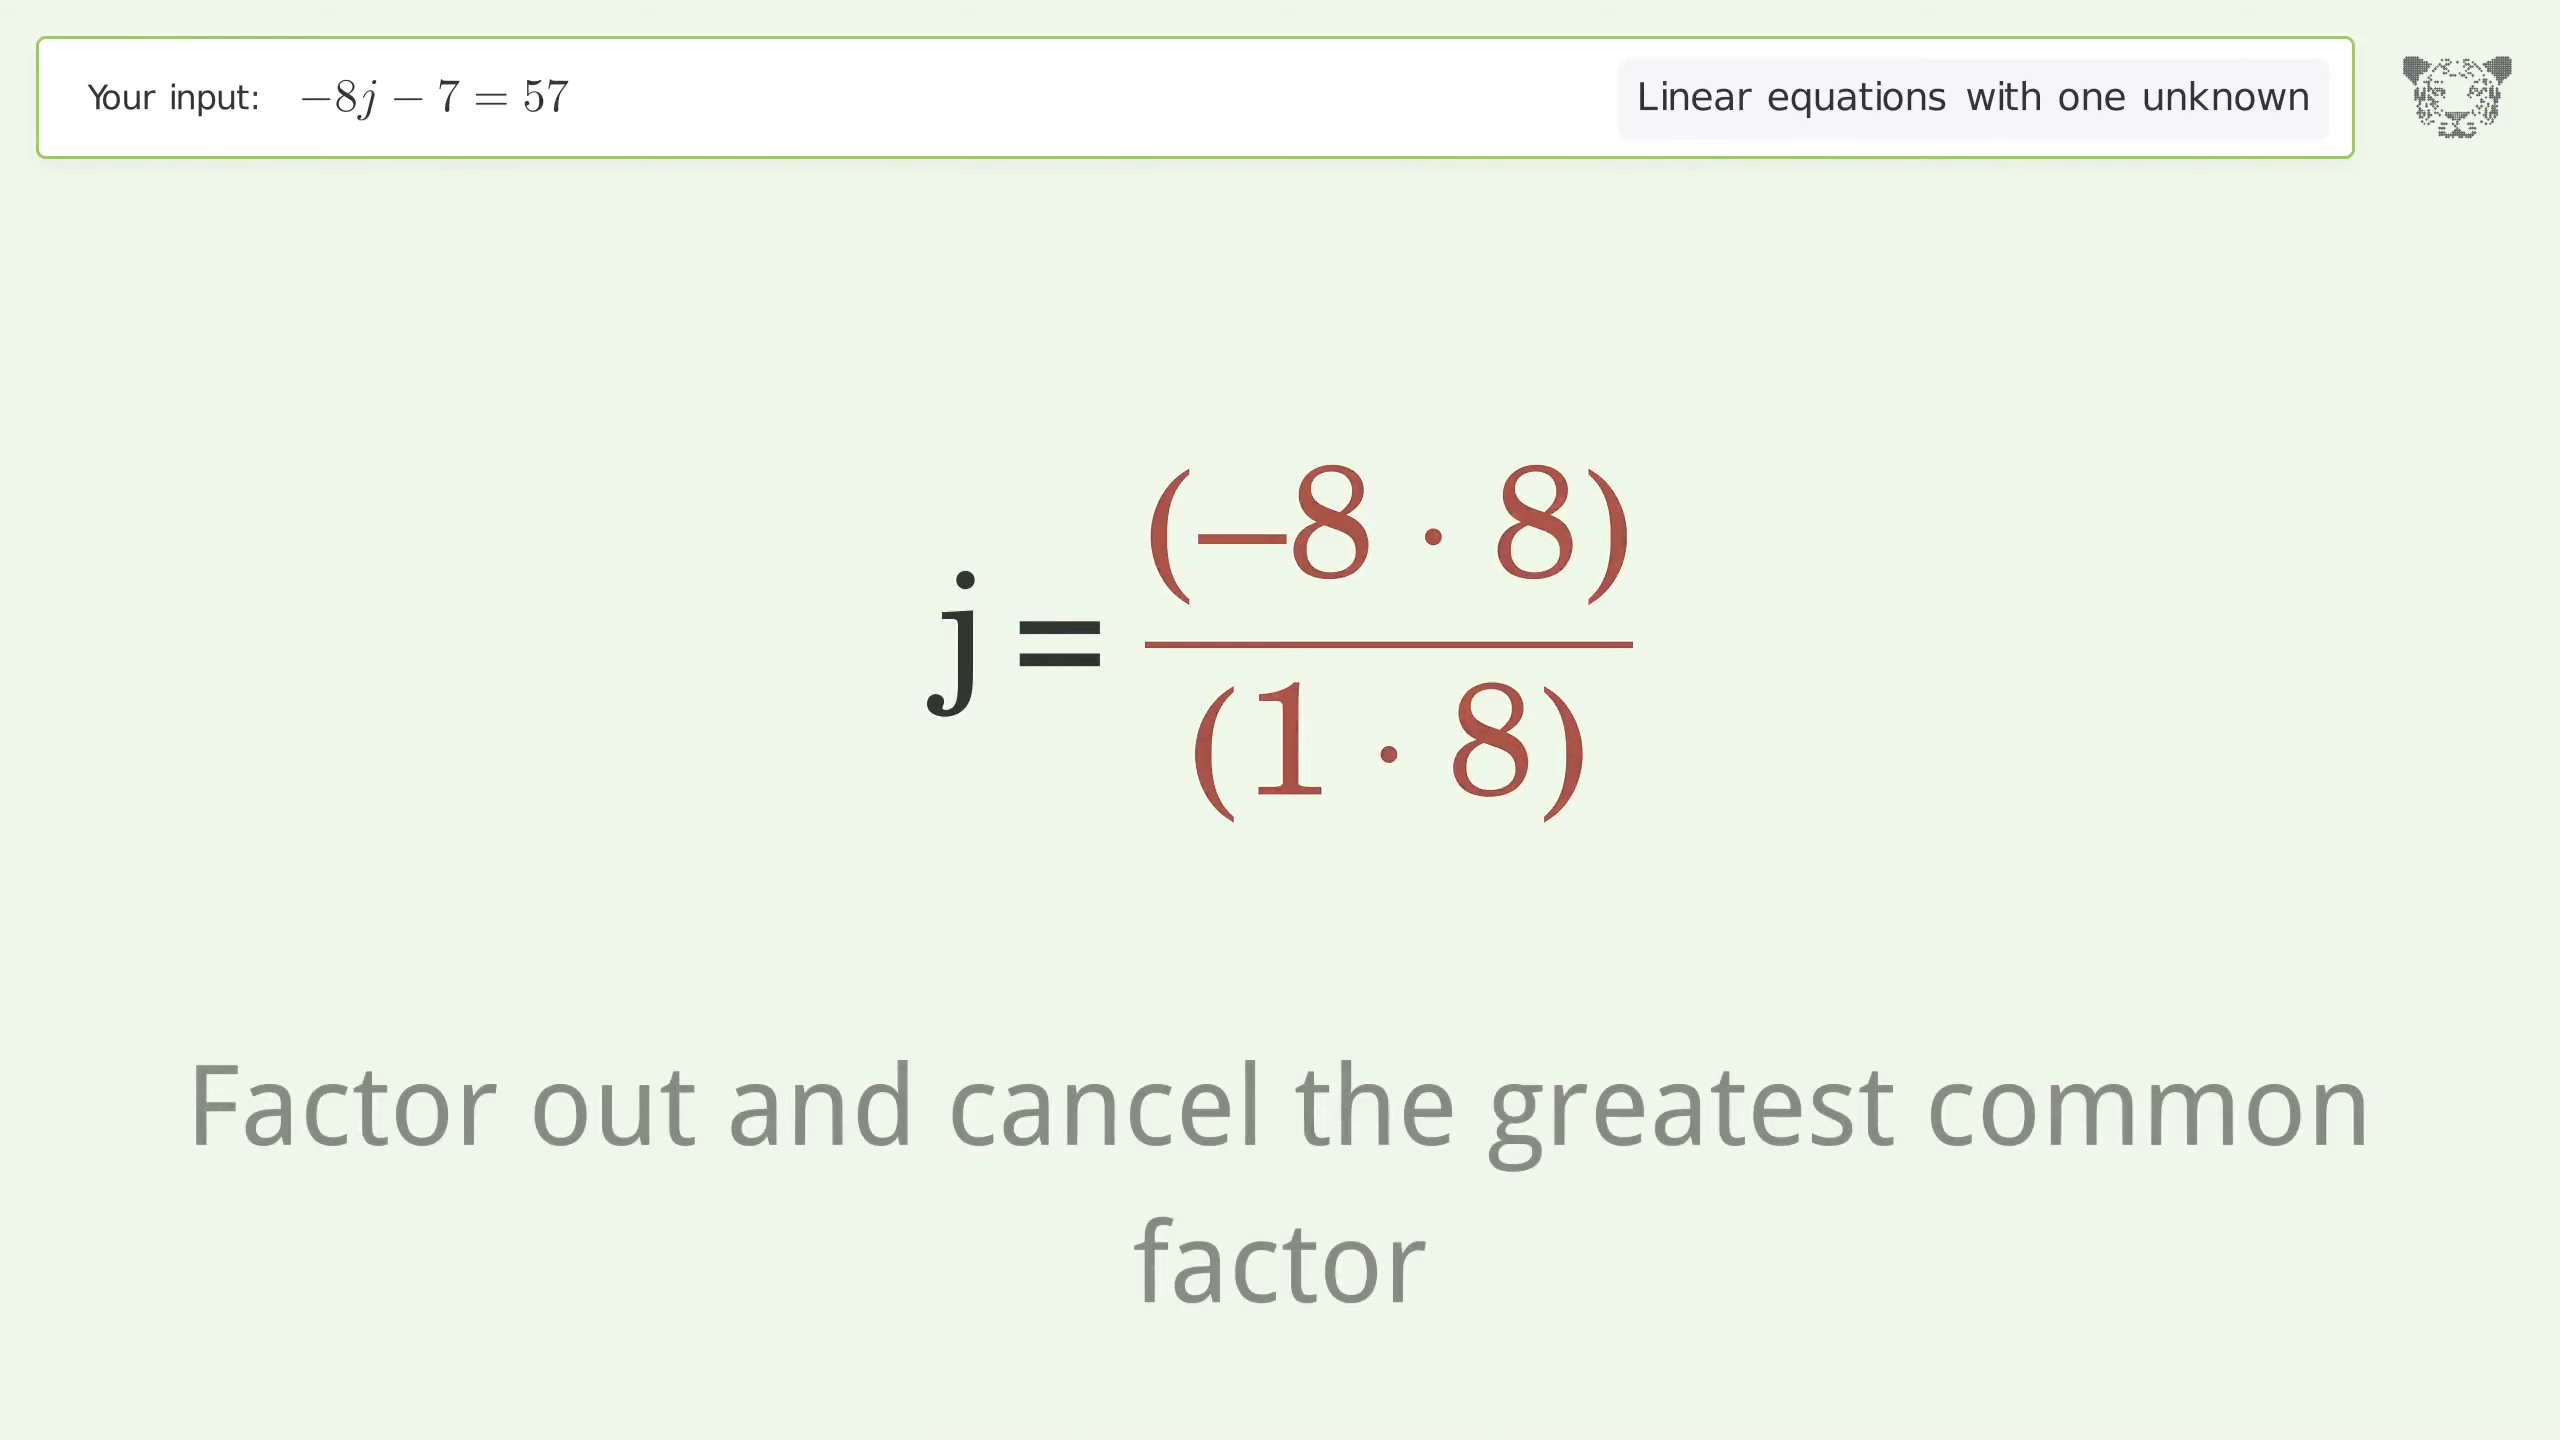 Your input: −8j − 7 = 57
Linear equations with one unknown
(−8 · 8)
j =
(1 · 8)
Factor out and cancel the greatest common
factor